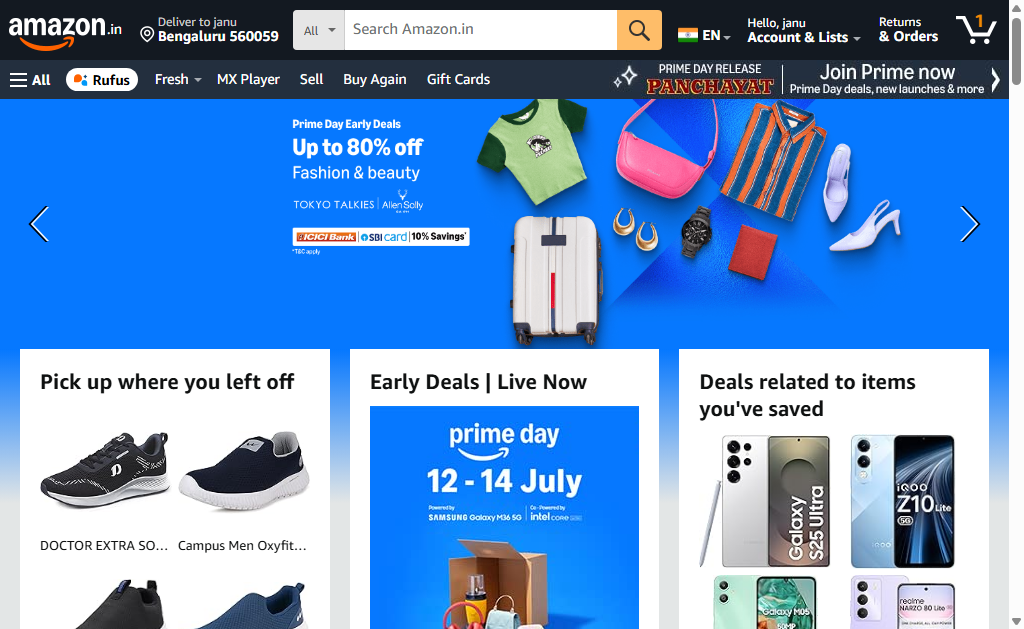 amazon.in
Deliver to janu
Bengaluru 560059
All
Search Amazon.in
EN
Hello, janu
Account & Lists
Returns
& Orders
1
All
Rufus
Fresh
MX Player
Sell
Buy Again
Gift Cards
PRIME DAY RELEASE
PANCHAYAT
Join Prime now
Prime Day deals, new launches & more
Prime Day Early Deals
Up to 80% off
Fashion & beauty
TOKYO TALKIES | Allen Solly
ICICI Bank | SBI card | 10% Savings*
*T&C apply
Pick up where you left off
DOCTOR EXTRA SO...
Campus Men Oxyfit...
Early Deals | Live Now
prime day
12 - 14 July
Powered by
SAMSUNG Galaxy M36 5G
Co - Powered by
intel CORE
Deals related to items
you've saved
Galaxy
S25 Ultra
iQOO
Z10 Lite
5G
iQOO
Galaxy M05
50MP
realme
NARZO 80 Lite